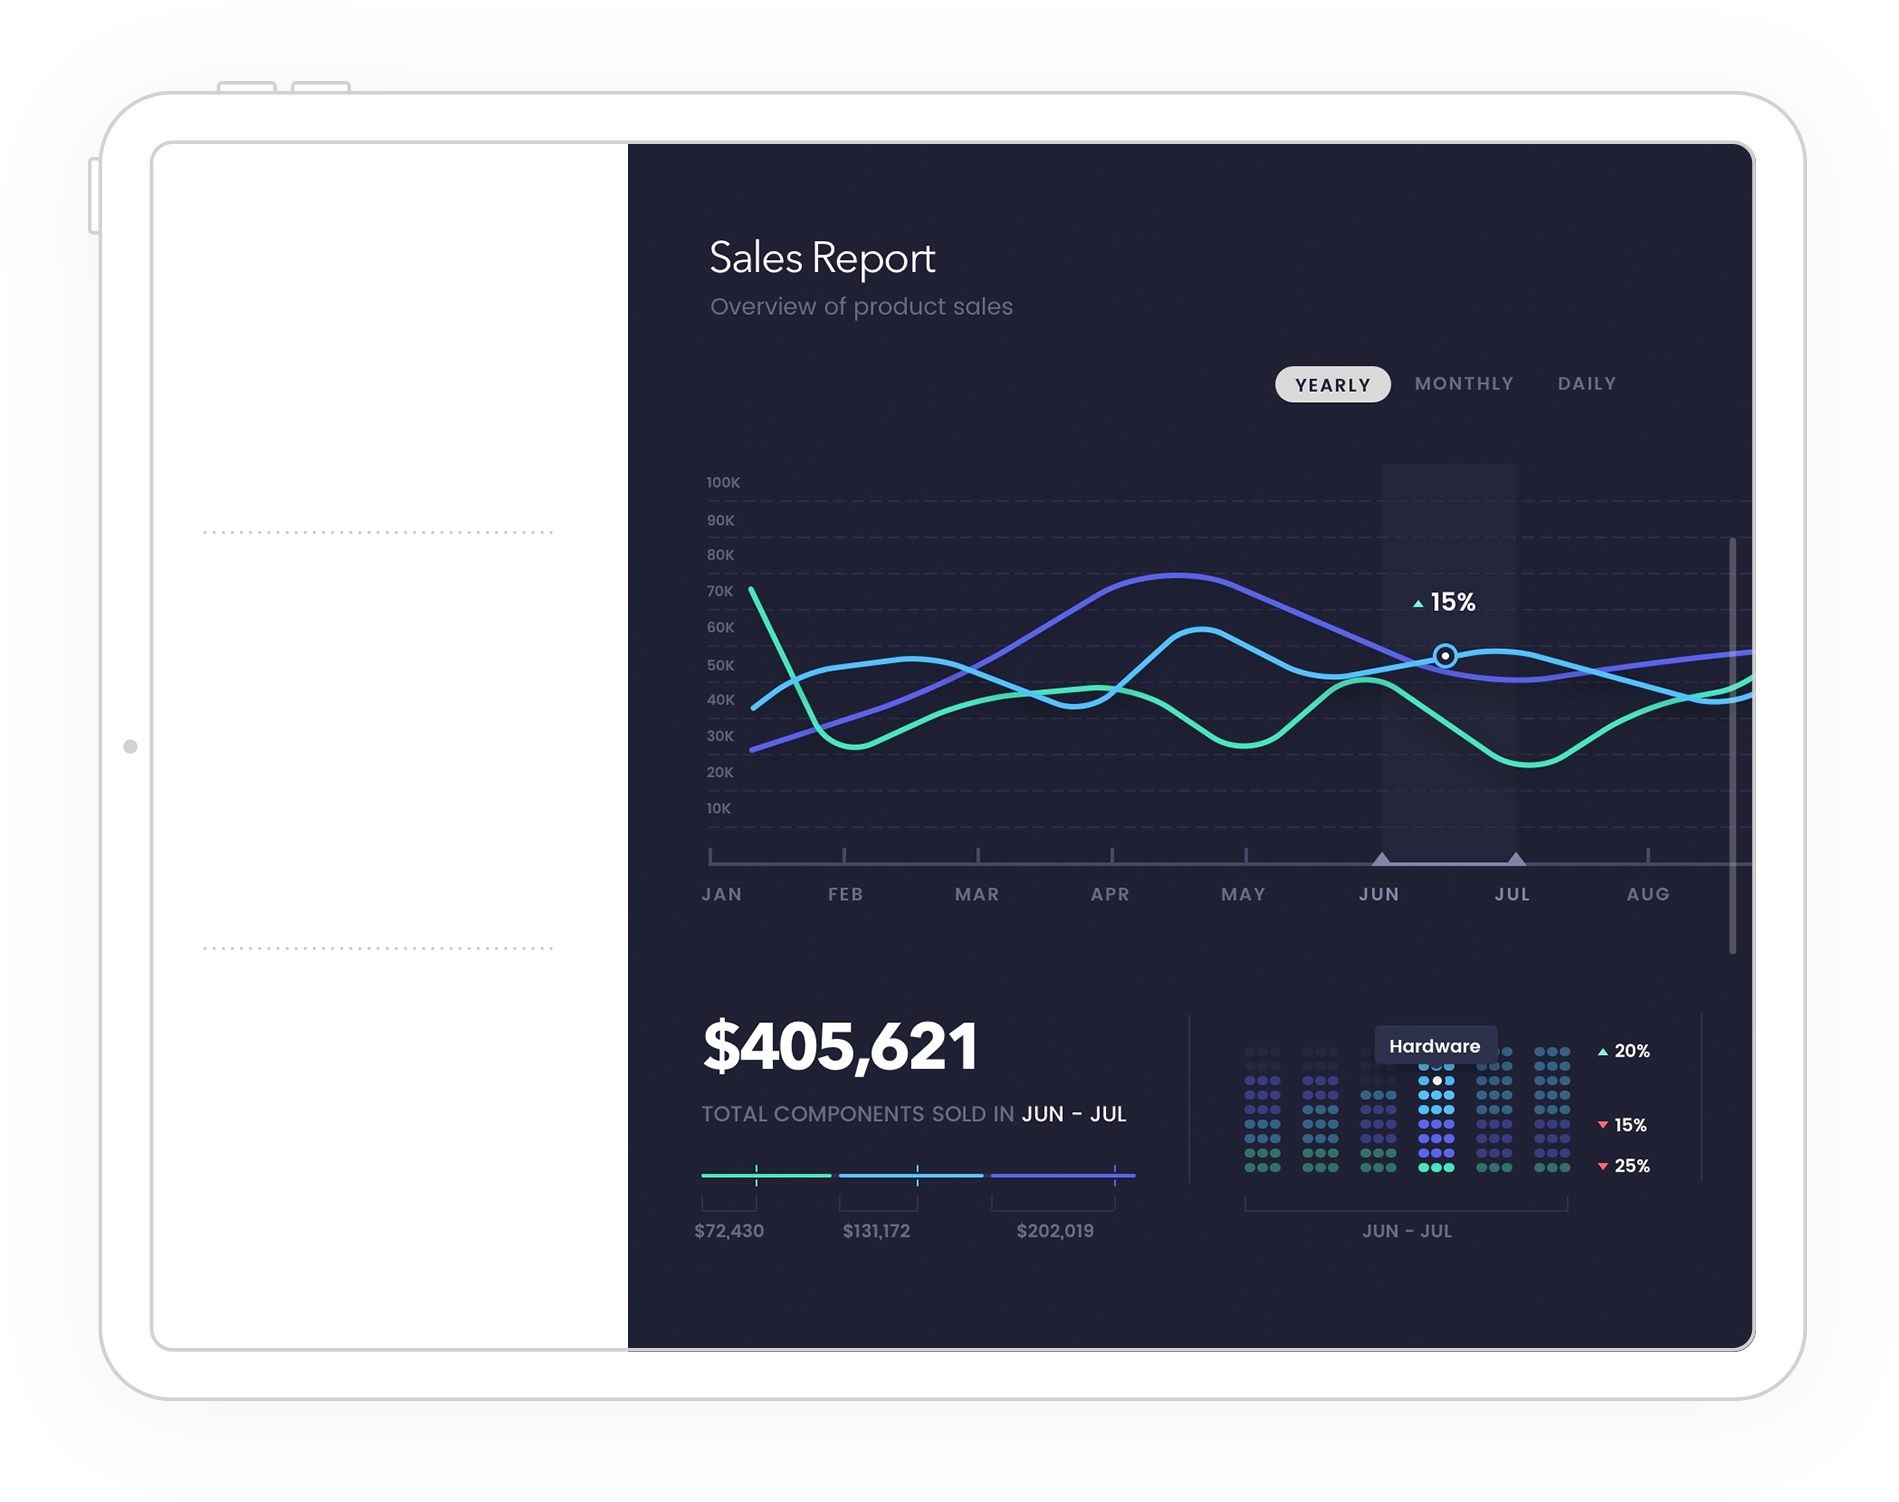 Sales Report
Overview of product sales
YEARLY MONTHLY DAILY
100K
90K
80K
70K
60K
50K
40K
30K
20K
10K
15%
JAN FEB MAR APR MAY JUN JUL AUG
$405,621
TOTAL COMPONENTS SOLD IN JUN - JUL
$72,430 $131,172 $202,019
Hardware
20%
15%
25%
JUN - JUL